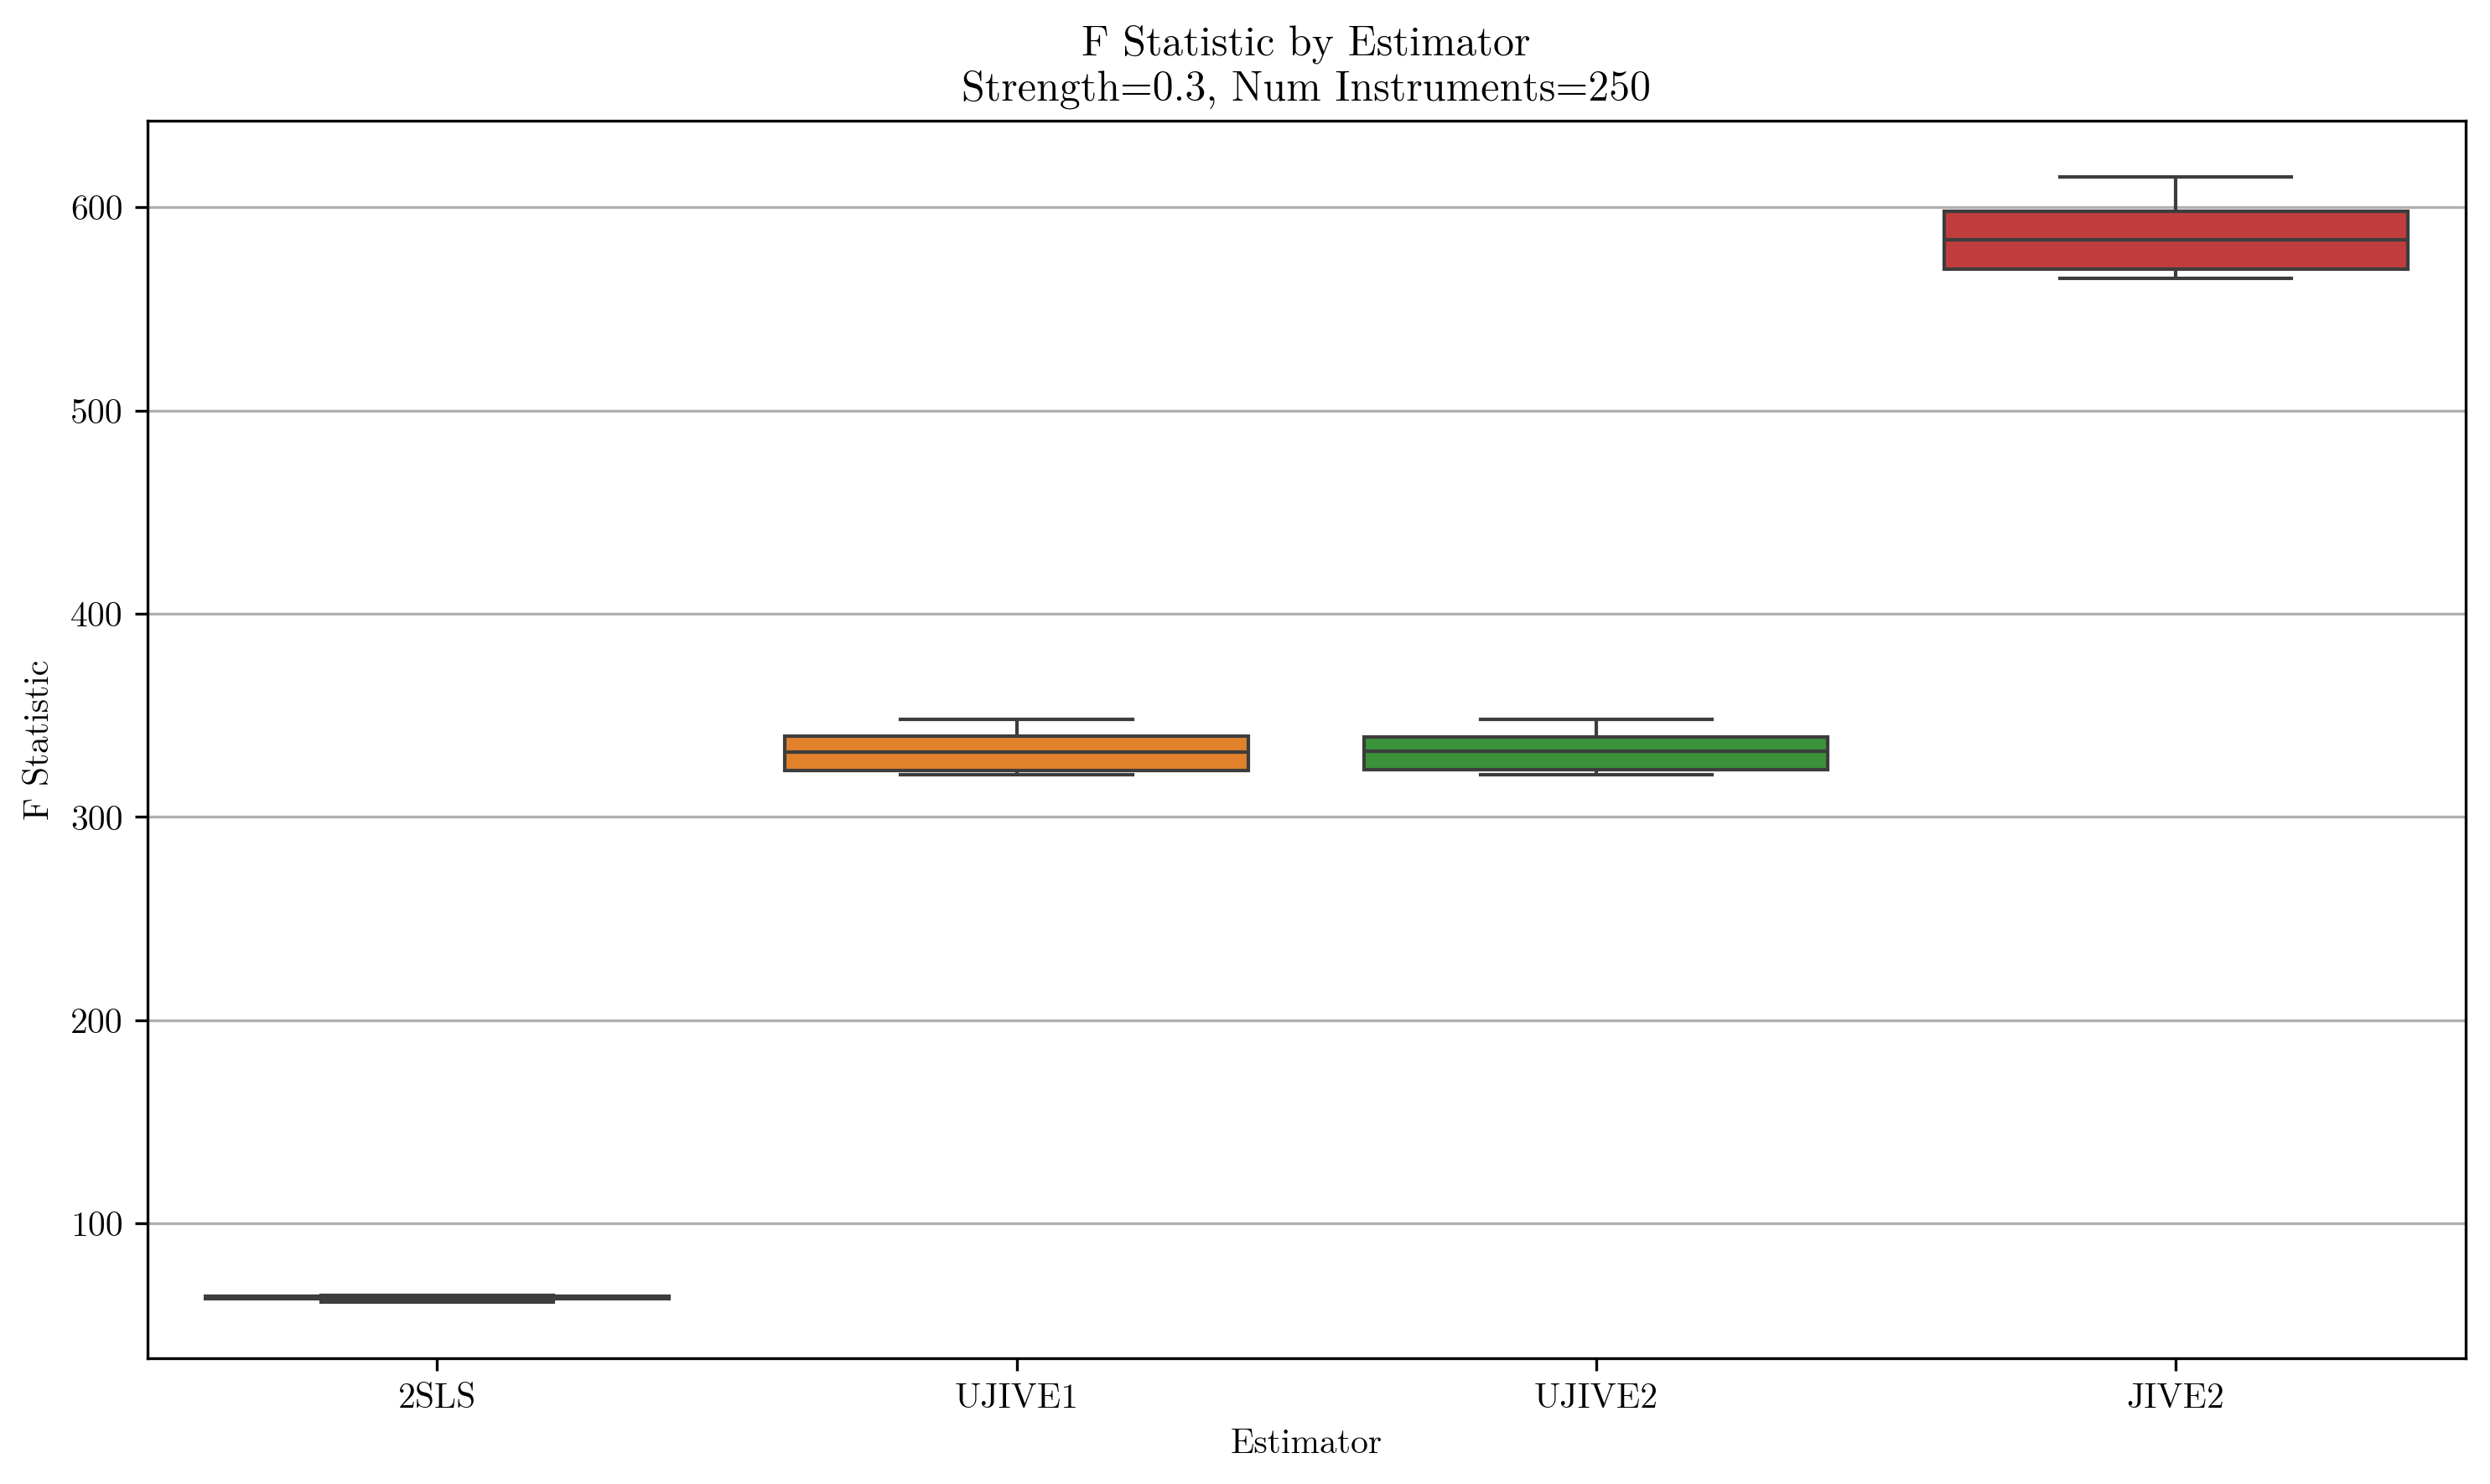 F Statistic by Estimator
Strength=0.3, Num Instruments=250
F Statistic
600
500
400
300
200
100
2SLS
UJIVE1
UJIVE2
JIVE2
Estimator